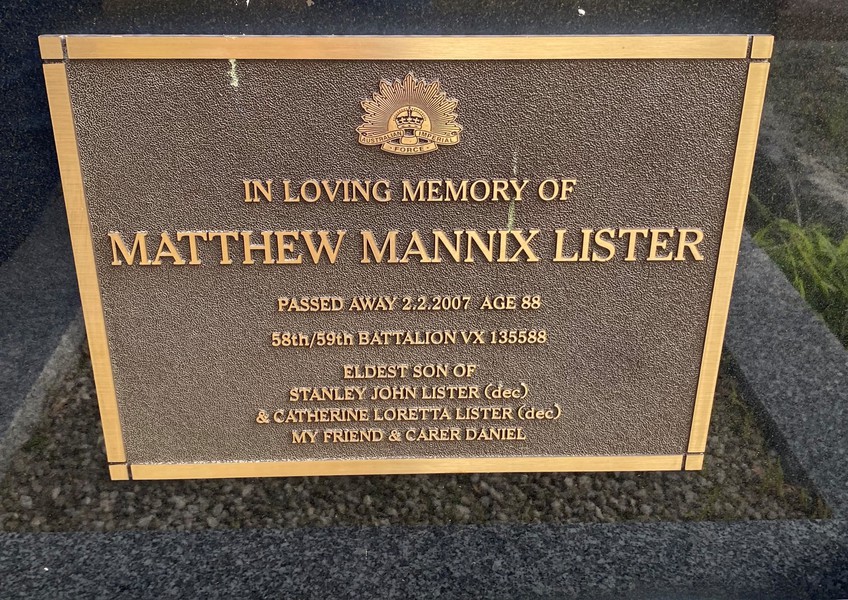 AUSTRALIAN IMPERIAL
FORCE
IN LOVING MEMORY OF
MATTHEW MANNIX LISTER
PASSED AWAY 2.2.2007 AGE 88
58th/59th BATTALION VX 135588
ELDEST SON OF
STANLEY JOHN LISTER (dec)
& CATHERINE LORETTA LISTER (dec)
MY FRIEND & CARER DANIEL